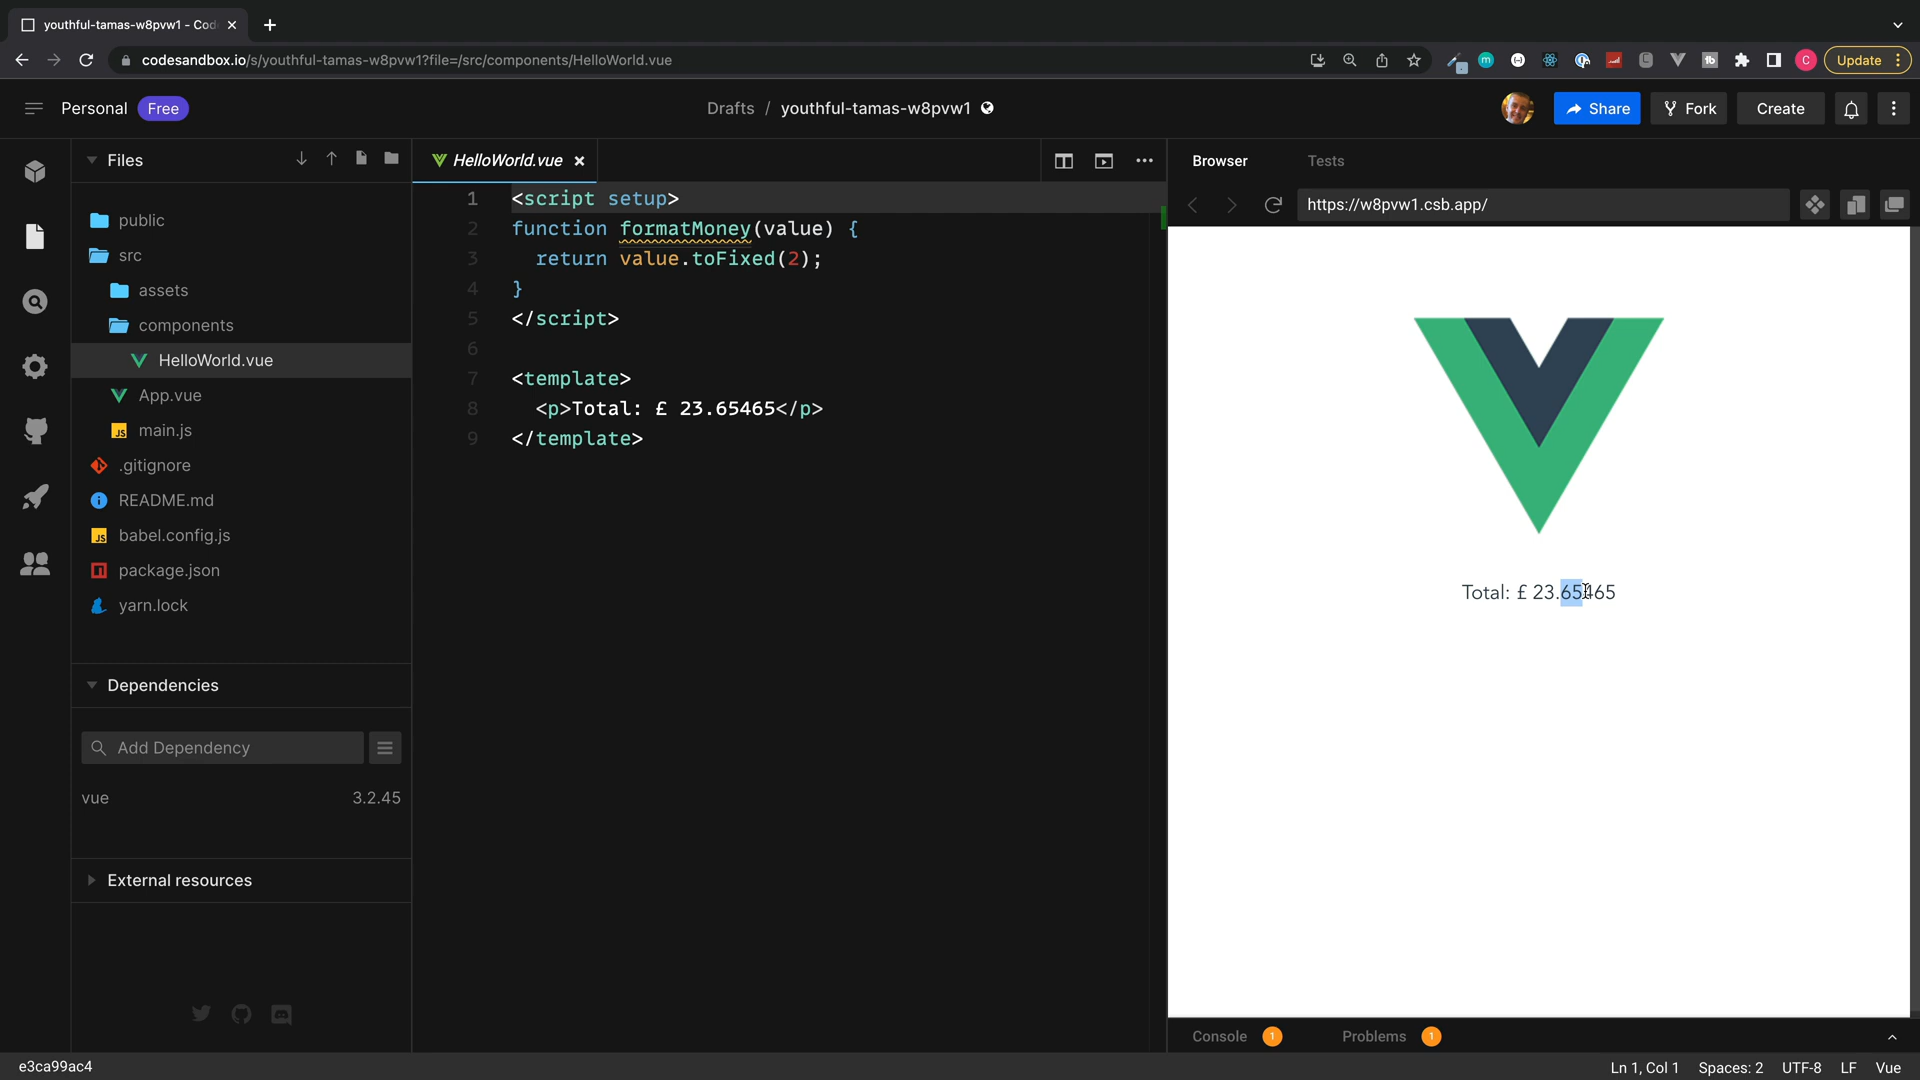 youthful-tamas-w8pvw1 - Cod
codesandbox.io/s/youthful-tamas-w8pvw1?file=/src/components/HelloWorld.vue
Update
Personal Free
Drafts / youthful-tamas-w8pvw1
Share Fork Create
Files
public
src
assets
components
HelloWorld.vue
App.vue
main.js
.gitignore
README.md
babel.config.js
package.json
yarn.lock
Dependencies
Add Dependency
vue 3.2.45
External resources
HelloWorld.vue
1 <script setup>
2 function formatMoney(value) {
3 return value.toFixed(2);
4 }
5 </script>
6
7 <template>
8 <p>Total: £ 23.65465</p>
9 </template>
Browser Tests
https://w8pvw1.csb.app/
Total: £ 23.65465
Console 1 Problems 1
e3ca99ac4
Ln 1, Col 1 Spaces: 2 UTF-8 LF Vue